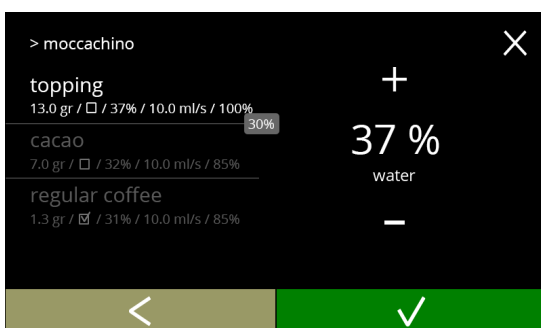 > moccachino
topping
13.0 gr / ☐ / 37% / 10.0 ml/s / 100%
30%
cacao
7.0 gr / ☐ / 32% / 10.0 ml/s / 85%
regular coffee
1.3 gr / ☑ / 31% / 10.0 ml/s / 85%
37 %
water